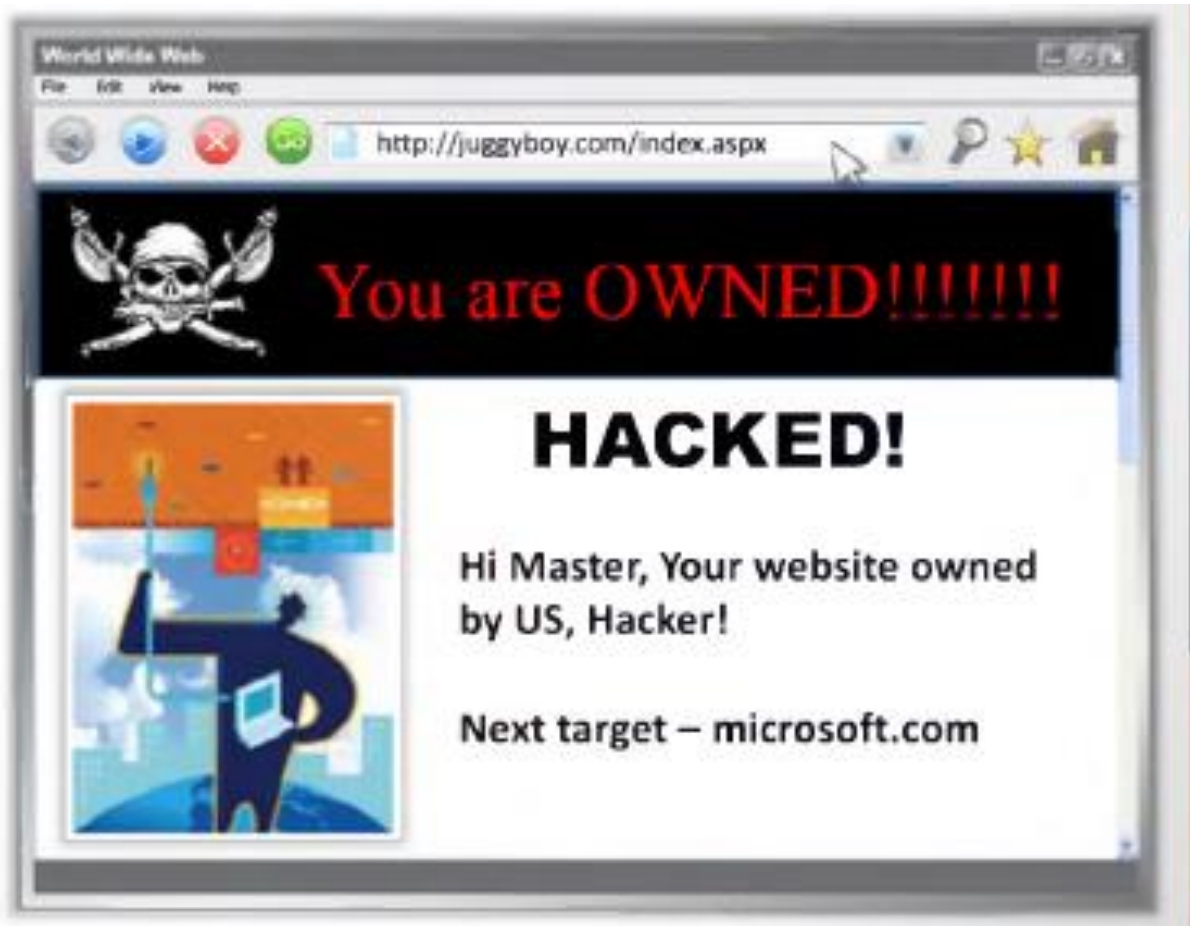 World Wide Web
File Edit View Help
GO
http://juggyboy.com/index.aspx
You are OWNED!!!!!!!
HACKED!
Hi Master, Your website owned
by US, Hacker!
Next target – microsoft.com